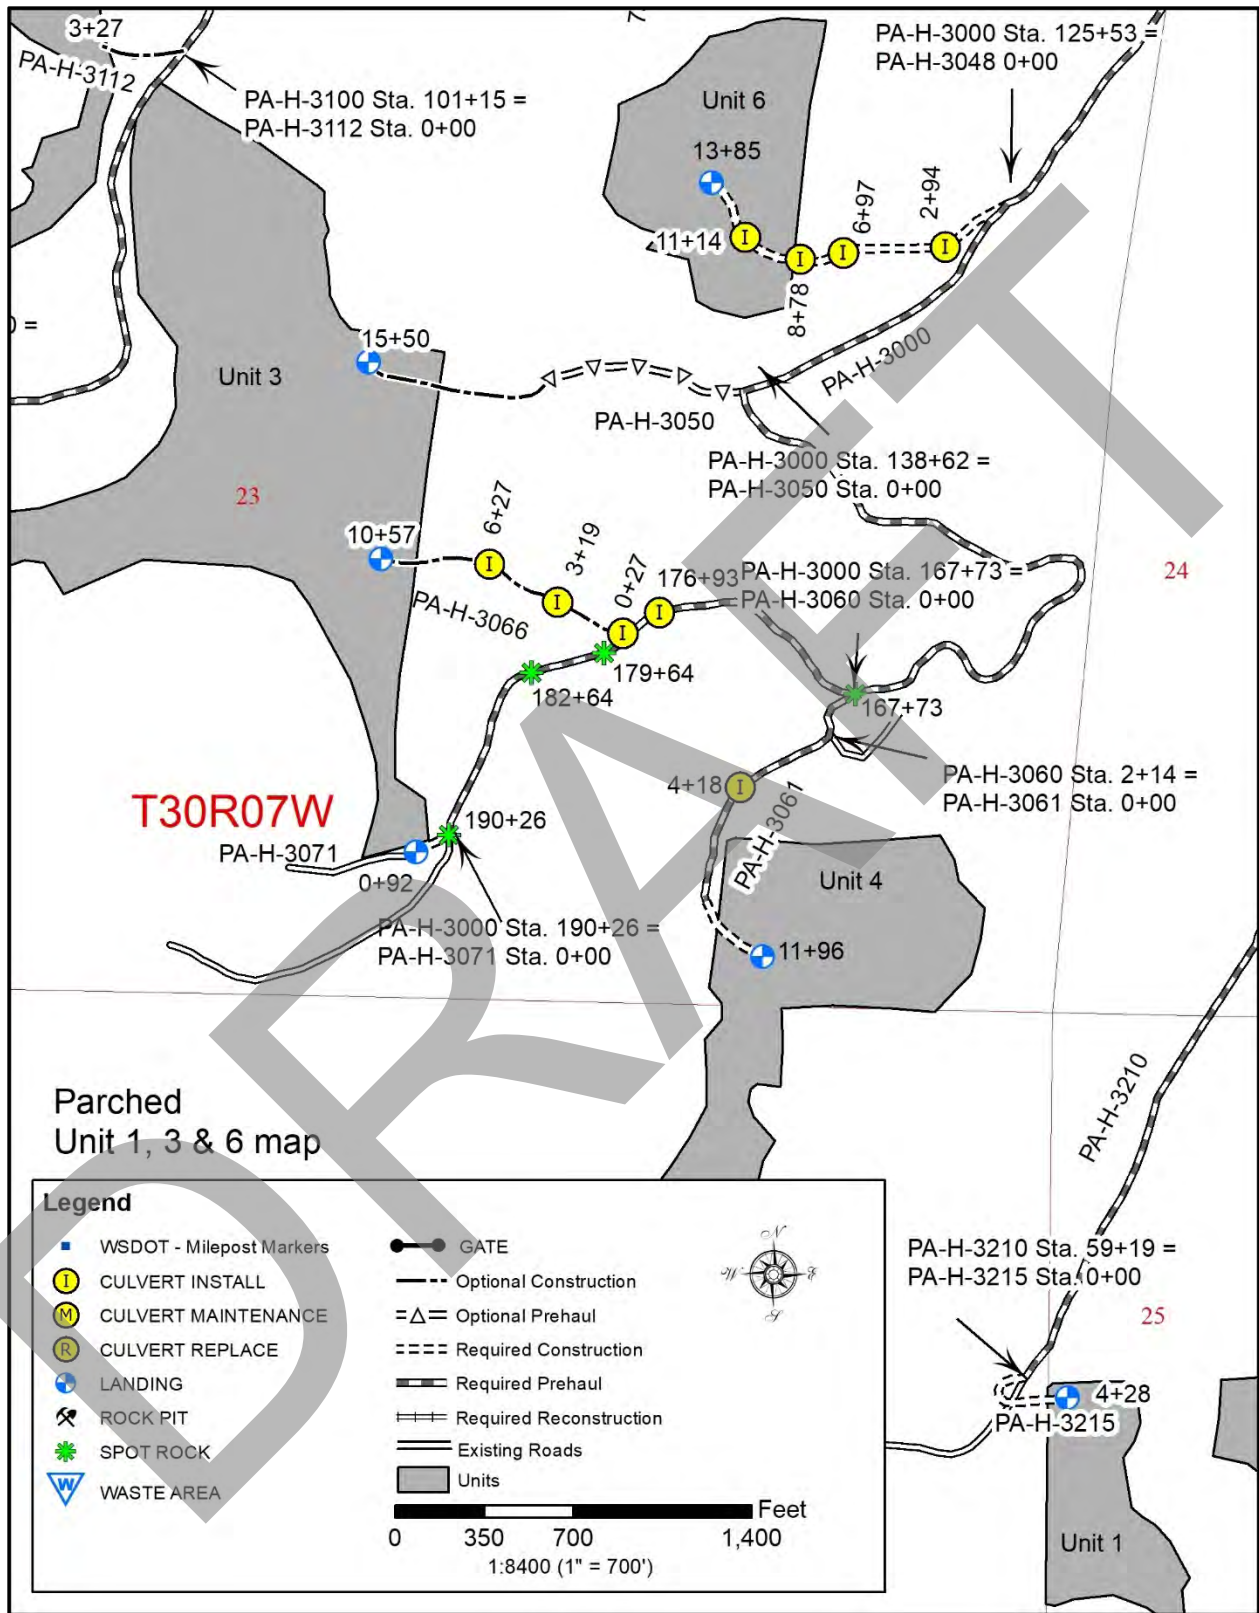 3+27
PA-H-3112
PA-H-3100 Sta. 101+15 =
PA-H-3112 Sta. 0+00
PA-H-3000 Sta. 125+53 =
PA-H-3048 0+00
Unit 6
13+85
11+14
8+78
6+97
2+94
) =
Unit 3
15+50
PA-H-3000
PA-H-3050
PA-H-3000 Sta. 138+62 =
PA-H-3050 Sta. 0+00
23
10+57
6+27
3+19
0+27
176+93
PA-H-3000 Sta. 167+73 =
PA-H-3060 Sta. 0+00
24
PA-H-3066
179+64
182+64
167+73
PA-H-3060 Sta. 2+14 =
PA-H-3061 Sta. 0+00
4+18
PA-H-3061
T30R07W
190+26
PA-H-3071
0+92
Unit 4
PA-H-3000 Sta. 190+26 =
PA-H-3071 Sta. 0+00
11+96
PA-H-3210
Parched
Unit 1, 3 & 6 map
PA-H-3210 Sta. 59+19 =
PA-H-3215 Sta. 0+00
25
4+28
PA-H-3215
Unit 1
DRAFT
Legend
WSDOT - Milepost Markers
I CULVERT INSTALL
M CULVERT MAINTENANCE
R CULVERT REPLACE
LANDING
ROCK PIT
SPOT ROCK
W WASTE AREA
GATE
Optional Construction
Optional Prehaul
Required Construction
Required Prehaul
Required Reconstruction
Existing Roads
Units
N
W E
S
Feet
0 350 700 1,400
1:8400 (1" = 700')